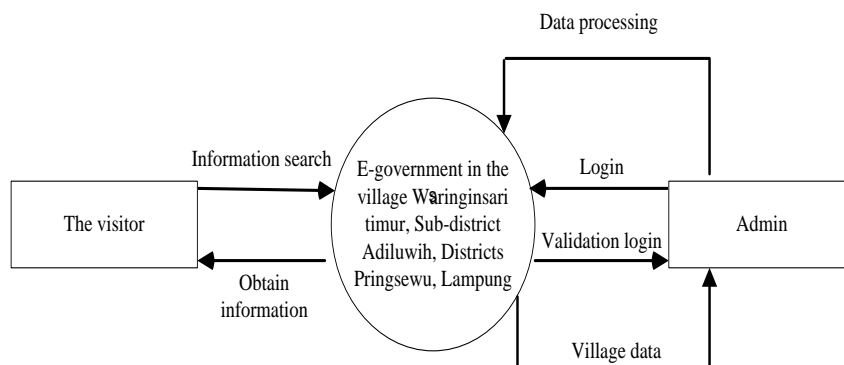 Data processing
Information search
The visitor
Obtain
information
E-government in the
village Waringinsari
timur, Sub-district
Adiluwih, Districts
Pringsewu, Lampung
Login
Validation login
Admin
Village data